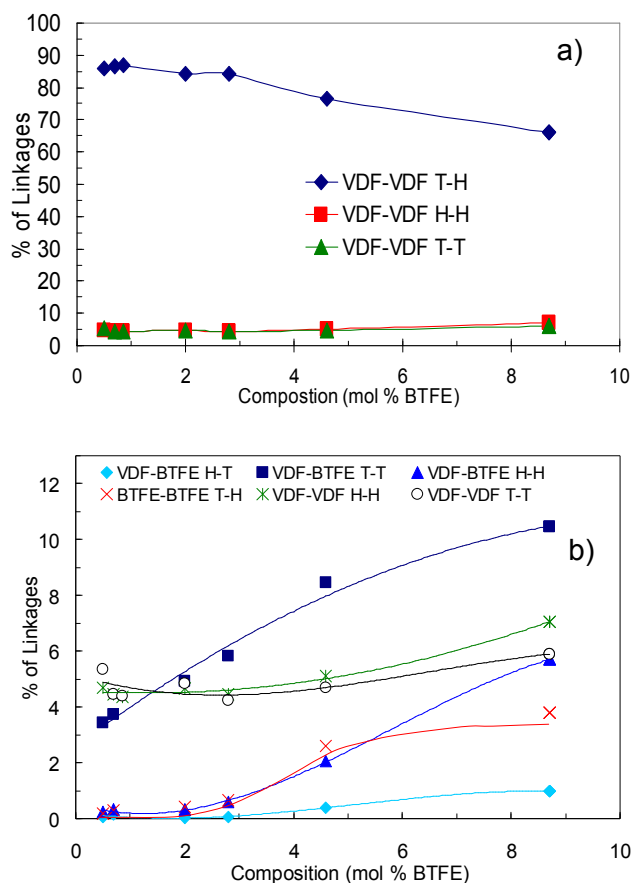 a)
100
90
80
70
60
50
40
30
20
10
0
% of Linkages
VDF-VDF T-H
VDF-VDF H-H
VDF-VDF T-T
0 2 4 6 8 10
Compostion (mol % BTFE)
VDF-BTFE H-T VDF-BTFE T-T VDF-BTFE H-H
BTFE-BTFE T-H VDF-VDF H-H VDF-VDF T-T
b)
12
10
8
6
4
2
0
% of Linkages
0 2 4 6 8 10
Composition (mol % BTFE)